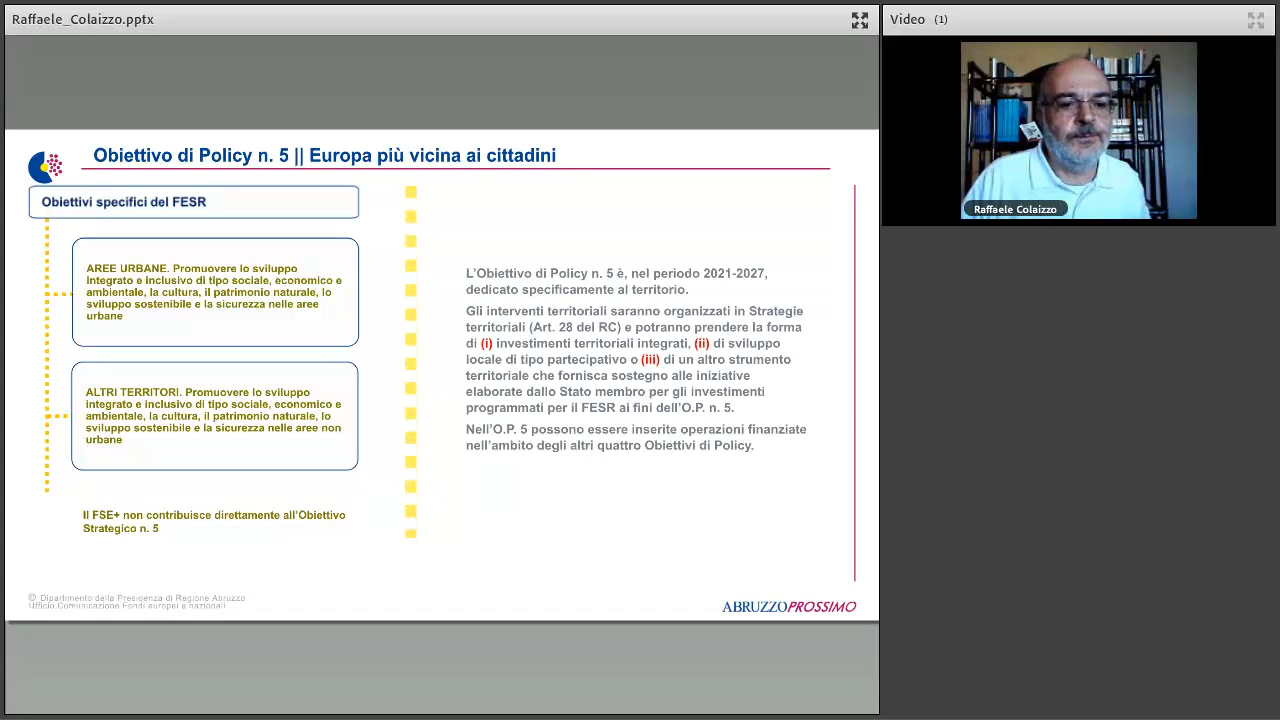 Raffaele_Colaizzo.pptx
Video (1)
Raffaele Colaizzo
Obiettivo di Policy n. 5 || Europa più vicina ai cittadini
Obiettivi specifici del FESR
AREE URBANE. Promuovere lo sviluppo
integrato e inclusivo di tipo sociale, economico e
ambientale, la cultura, il patrimonio naturale, lo
sviluppo sostenibile e la sicurezza nelle aree
urbane
ALTRI TERRITORI. Promuovere lo sviluppo
integrato e inclusivo di tipo sociale, economico e
ambientale, la cultura, il patrimonio naturale, lo
sviluppo sostenibile e la sicurezza nelle aree non
urbane
Il FSE+ non contribuisce direttamente all'Obiettivo
Strategico n. 5
L'Obiettivo di Policy n. 5 è, nel periodo 2021-2027,
dedicato specificamente al territorio.
Gli interventi territoriali saranno organizzati in Strategie
territoriali (Art. 28 del RC) e potranno prendere la forma
di (i) investimenti territoriali integrati, (ii) di sviluppo
locale di tipo partecipativo o (iii) di un altro strumento
territoriale che fornisca sostegno alle iniziative
elaborate dallo Stato membro per gli investimenti
programmati per il FESR ai fini dell'O.P. n. 5.
Nell'O.P. 5 possono essere inserite operazioni finanziate
nell'ambito degli altri quattro Obiettivi di Policy.
© Dipartimento della Presidenza di Regione Abruzzo
Ufficio Comunicazione Fondi europei e nazionali
ABRUZZOPROSSIMO